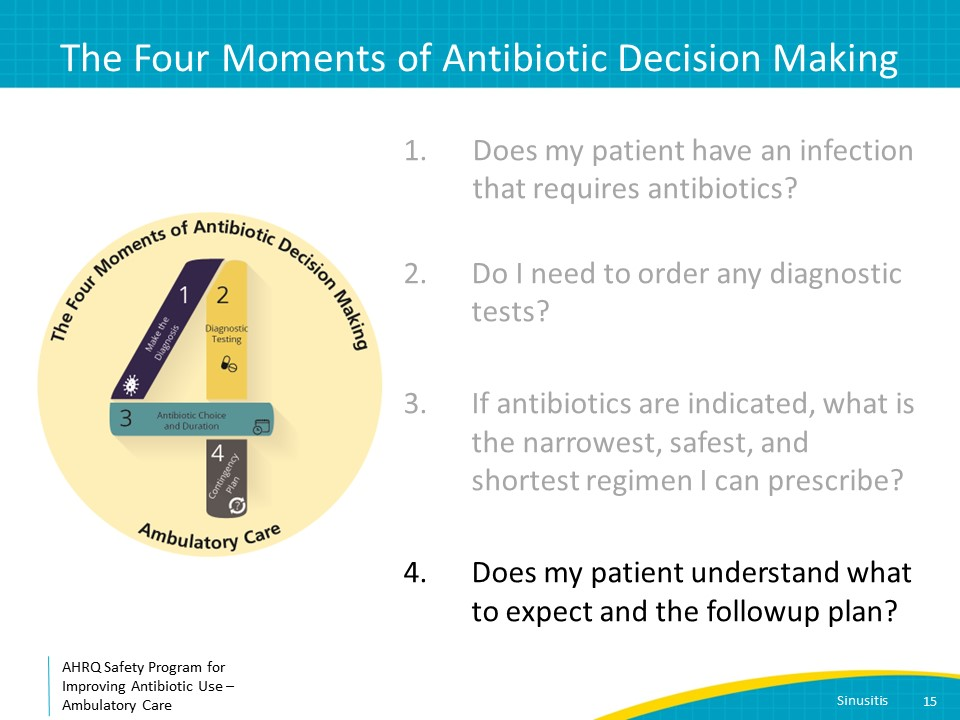 The Four Moments of Antibiotic Decision Making
The Four Moments of Antibiotic Decision Making
1
Make the
Diagnosis
2
Diagnostic
Testing
3
Antibiotic Choice
and Duration
4
Contingency
Plan
Ambulatory Care
1. Does my patient have an infection
that requires antibiotics?
2. Do I need to order any diagnostic
tests?
3. If antibiotics are indicated, what is
the narrowest, safest, and
shortest regimen I can prescribe?
4. Does my patient understand what
to expect and the followup plan?
AHRQ Safety Program for
Improving Antibiotic Use –
Ambulatory Care
Sinusitis 15